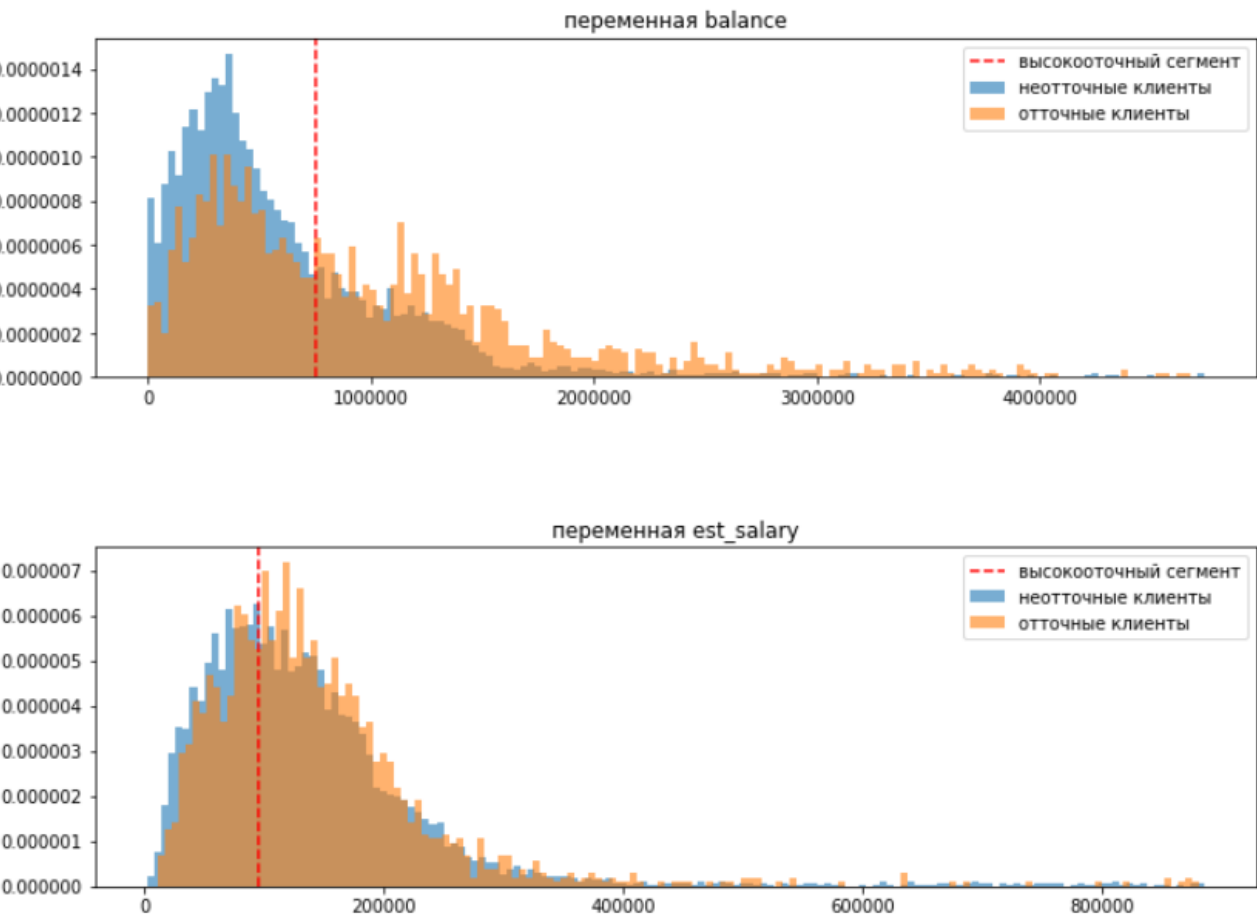 переменная balance
высокооточный сегмент
неотточные клиенты
отточные клиенты
0.0000014
0.0000012
0.0000010
0.0000008
0.0000006
0.0000004
0.0000002
0.0000000
0 1000000 2000000 3000000 4000000
переменная est_salary
высокооточный сегмент
неотточные клиенты
отточные клиенты
0.000007
0.000006
0.000005
0.000004
0.000003
0.000002
0.000001
0.000000
0 200000 400000 600000 800000